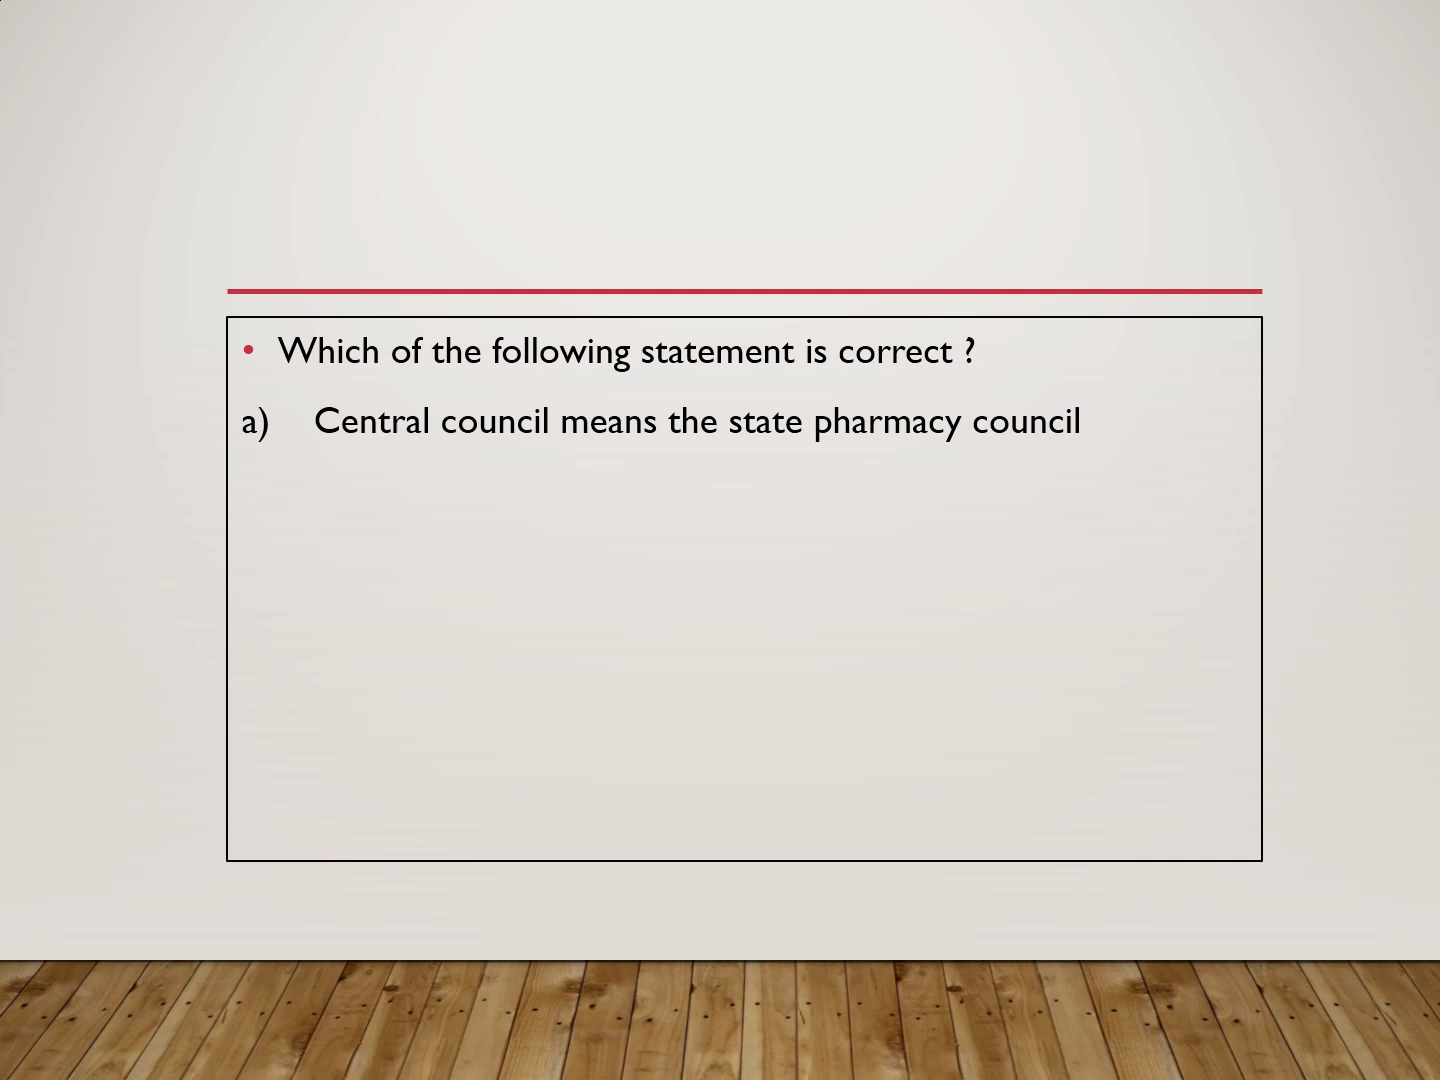 • Which of the following statement is correct ?
a) Central council means the state pharmacy council